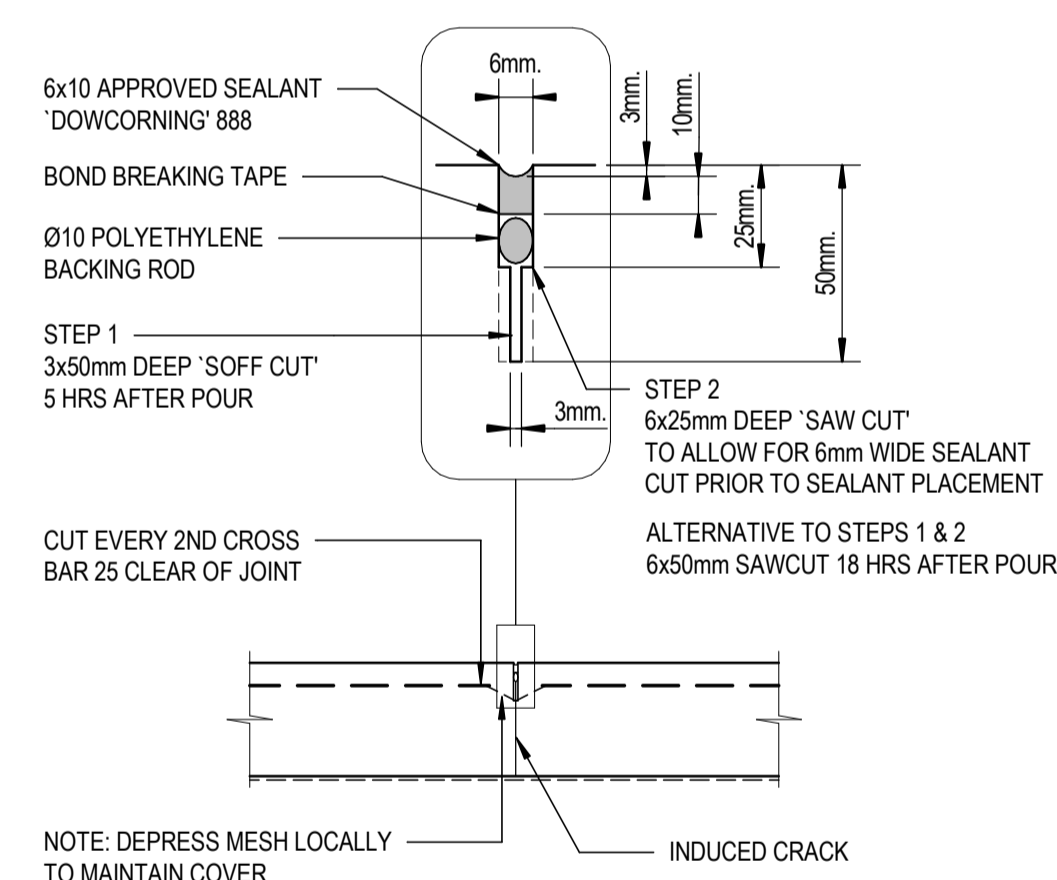 6mm.
3mm.
10mm.
6x10 APPROVED SEALANT
`DOWCORNING' 888
BOND BREAKING TAPE
Ø10 POLYETHYLENE
BACKING ROD
25mm.
50mm.
STEP 1
3x50mm DEEP `SOFF CUT'
5 HRS AFTER POUR
3mm.
STEP 2
6x25mm DEEP `SAW CUT'
TO ALLOW FOR 6mm WIDE SEALANT
CUT PRIOR TO SEALANT PLACEMENT
ALTERNATIVE TO STEPS 1 & 2
6x50mm SAWCUT 18 HRS AFTER POUR
CUT EVERY 2ND CROSS
BAR 25 CLEAR OF JOINT
NOTE: DEPRESS MESH LOCALLY
TO MAINTAIN COVER
INDUCED CRACK